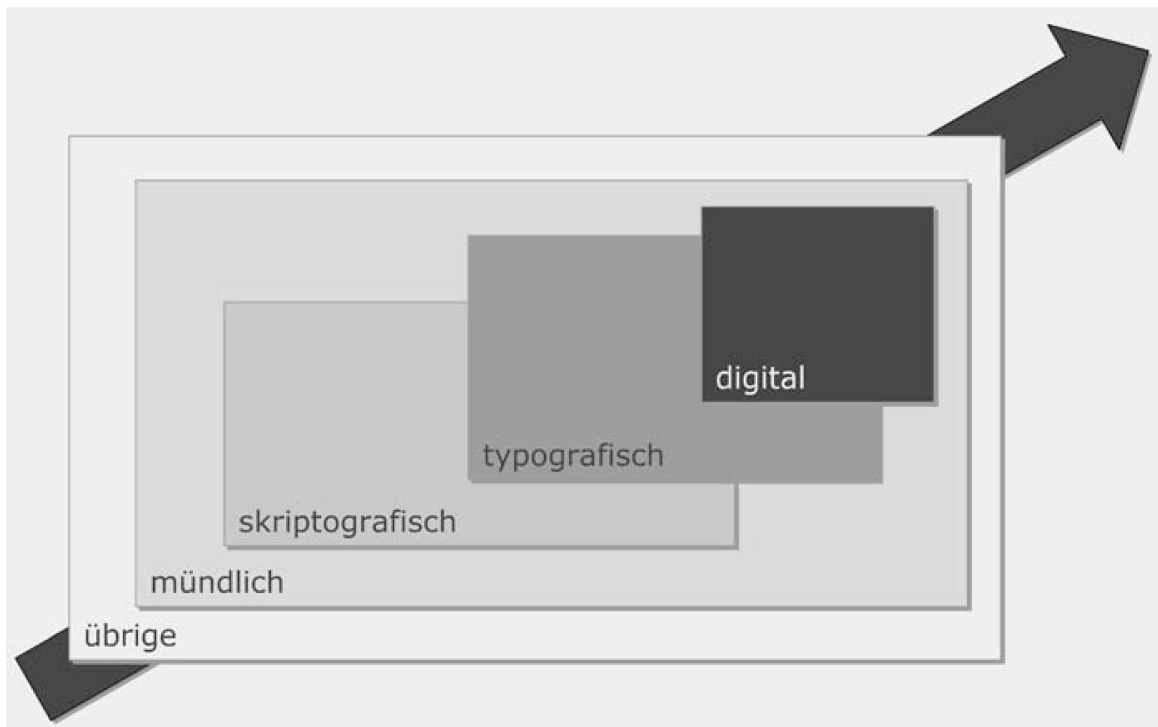 digital
typografisch
skriptografisch
mündlich
übrige